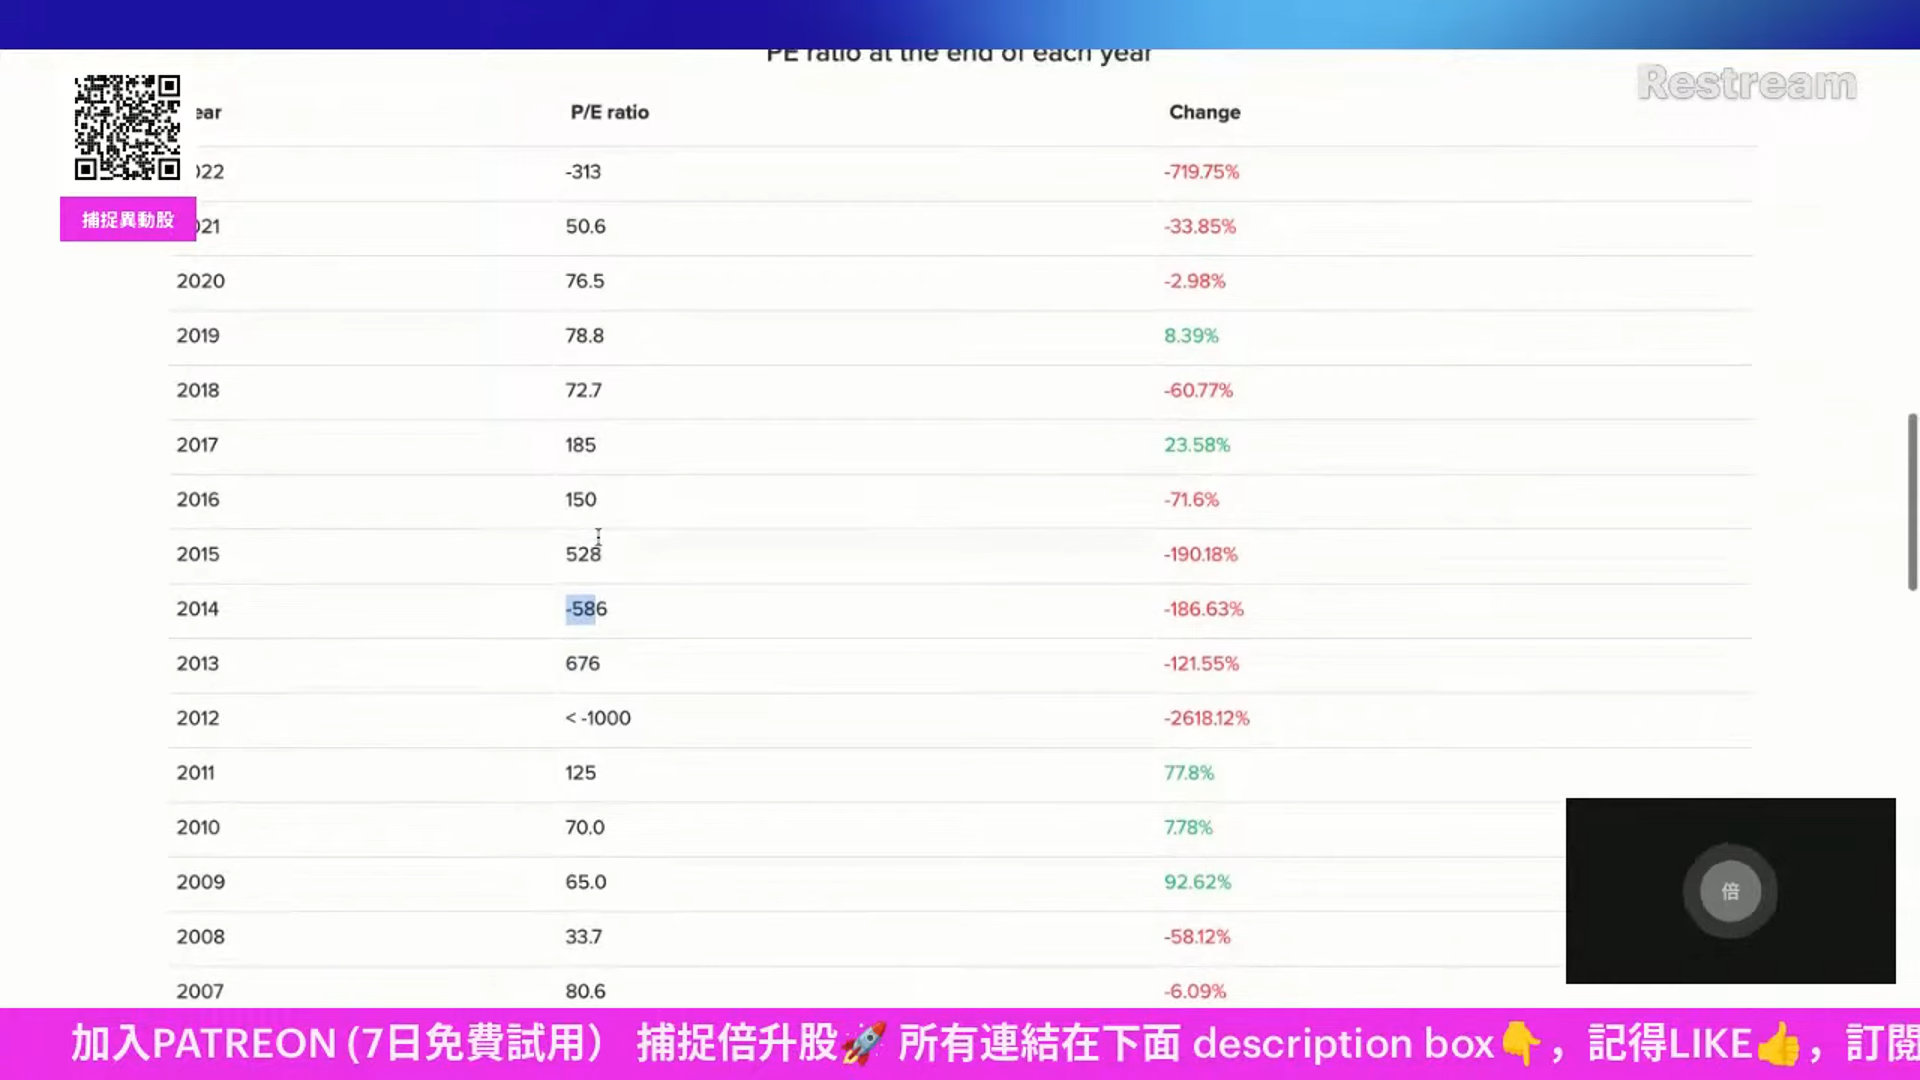 PE ratio at the end of each year
Restream
ear P/E ratio Change
022 -313 -719.75%
捕捉異動股
021 50.6 -33.85%
2020 76.5 -2.98%
2019 78.8 8.39%
2018 72.7 -60.77%
2017 185 23.58%
2016 150 -71.6%
2015 528 -190.18%
2014 -586 -186.63%
2013 676 -121.55%
2012 < -1000 -2618.12%
2011 125 77.8%
2010 70.0 7.78%
2009 65.0 92.62%
倍
2008 33.7 -58.12%
2007 80.6 -6.09%
加入PATREON (7日免費試用） 捕捉倍升股🚀 所有連結在下面 description box👇，記得LIKE👍，訂閱